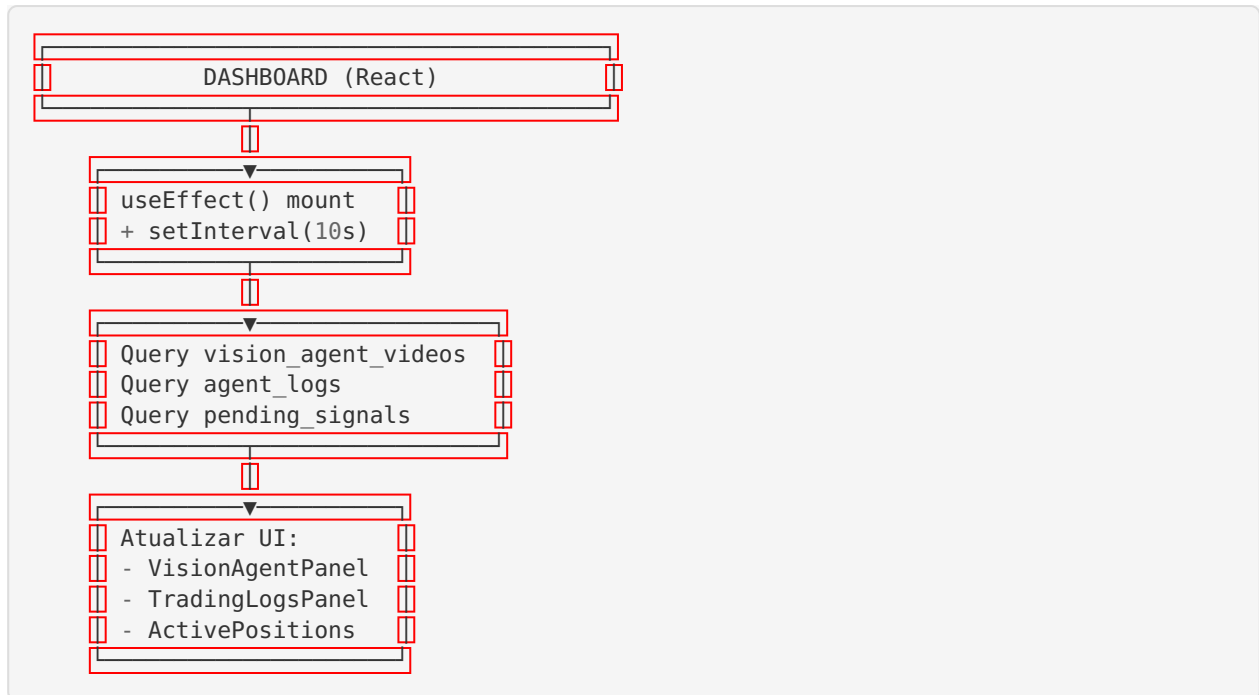 DASHBOARD (React)
▼
useEffect() mount
+ setInterval(10s)
▼
Query vision_agent_videos
Query agent_logs
Query pending_signals
▼
Atualizar UI:
- VisionAgentPanel
- TradingLogsPanel
- ActivePositions